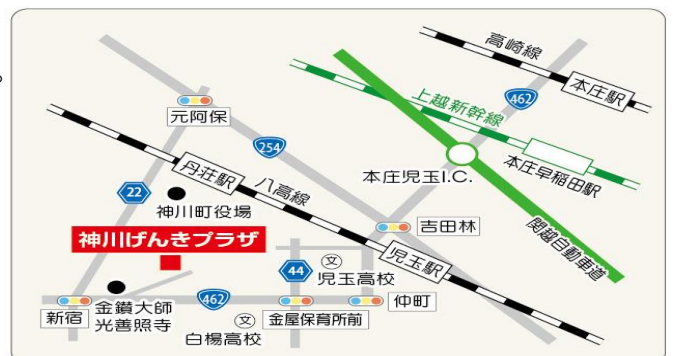 高崎線
本庄駅
462
上越新幹線
元阿保
254
本庄早稲田駅
本庄児玉I.C.
丹荘駅
八高線
22
神川町役場
吉田林
関越自動車道
神川げんきプラザ
児玉駅
文
44
児玉高校
462
仲町
新宿
金鑚大師
光善照寺
文
白楊高校
金屋保育所前